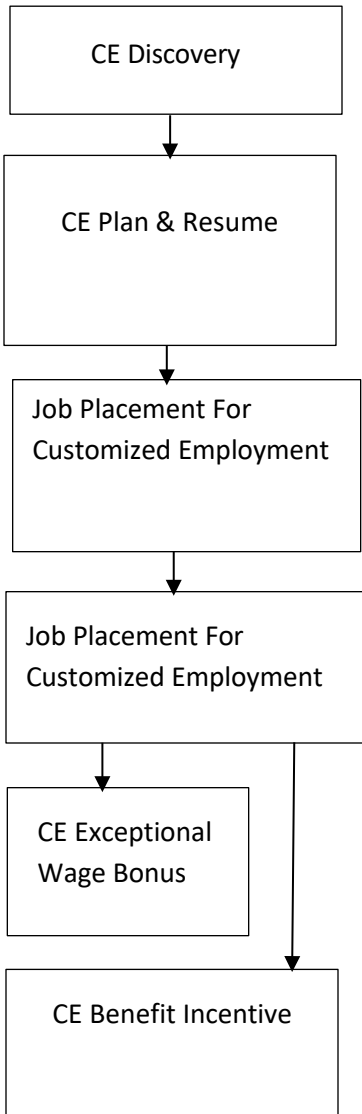 CE Discovery
CE Plan & Resume
Job Placement For
Customized Employment
Job Placement For
Customized Employment
CE Exceptional
Wage Bonus
CE Benefit Incentive